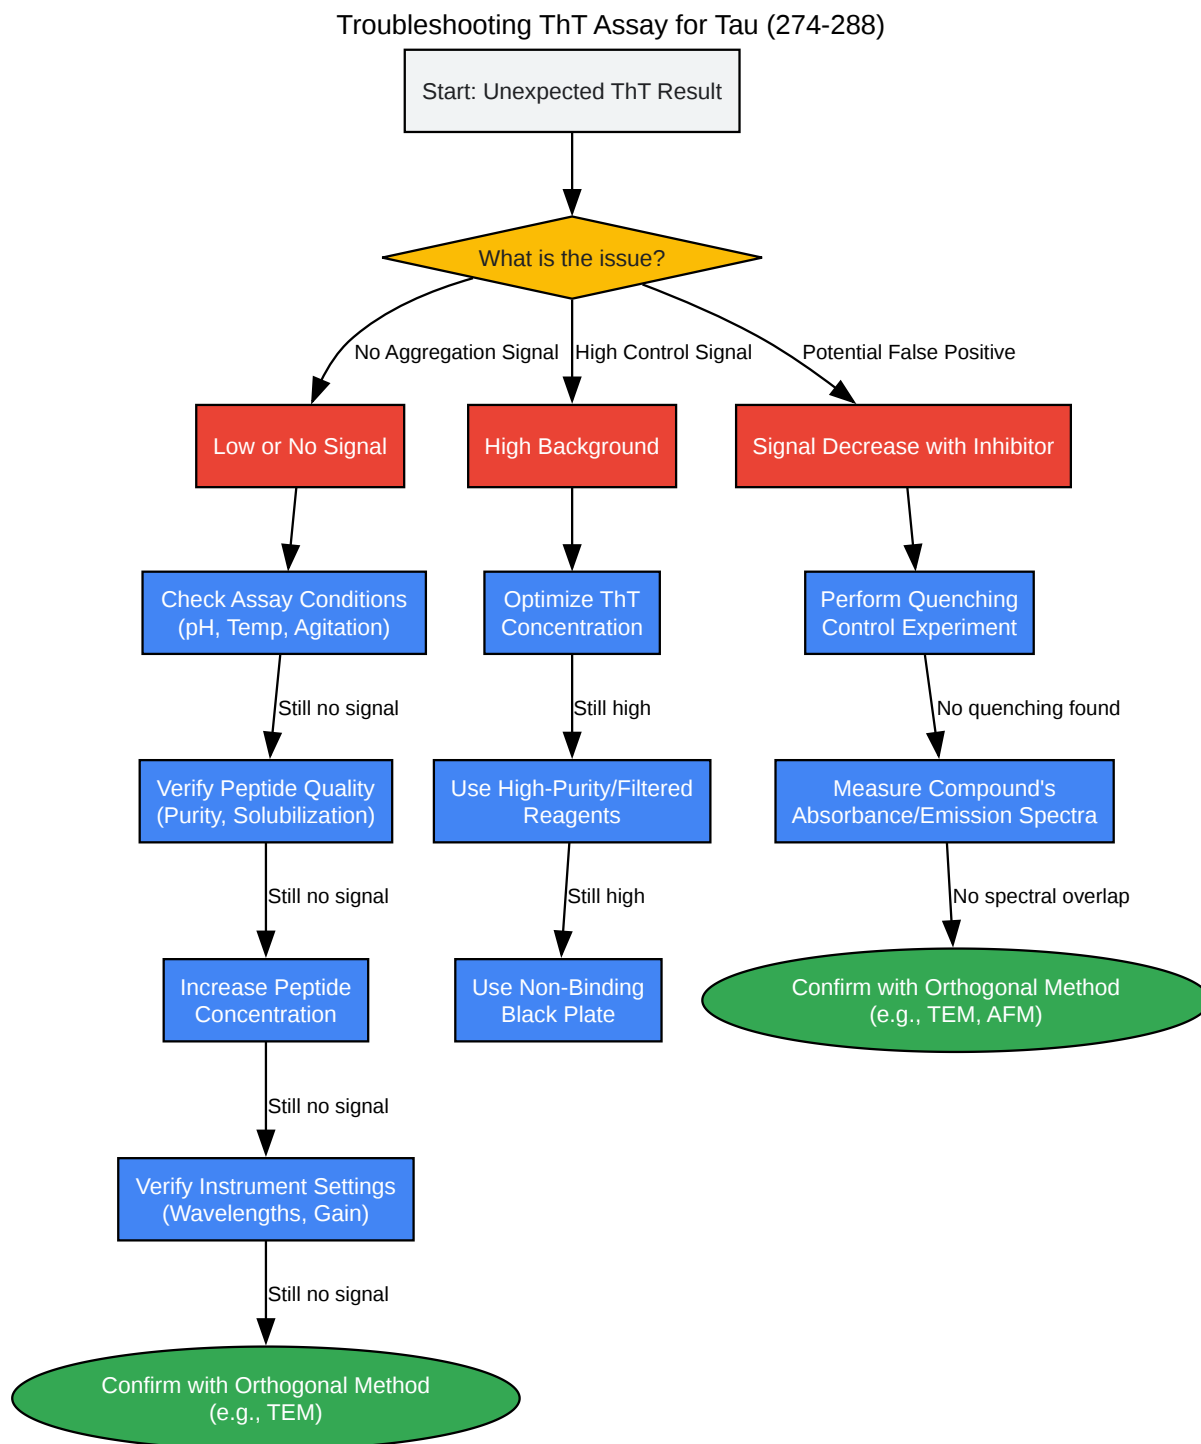 Troubleshooting ThT Assay for Tau (274-288)
Start: Unexpected ThT Result
What is the issue?
No Aggregation Signal
High Control Signal
Potential False Positive
Low or No Signal
High Background
Signal Decrease with Inhibitor
Check Assay Conditions
(pH, Temp, Agitation)
Optimize ThT
Concentration
Perform Quenching
Control Experiment
Still no signal
Still high
No quenching found
Verify Peptide Quality
(Purity, Solubilization)
Use High-Purity/Filtered
Reagents
Measure Compound's
Absorbance/Emission Spectra
Still no signal
Still high
No spectral overlap
Increase Peptide
Concentration
Use Non-Binding
Black Plate
Confirm with Orthogonal Method
(e.g., TEM, AFM)
Still no signal
Verify Instrument Settings
(Wavelengths, Gain)
Still no signal
Confirm with Orthogonal Method
(e.g., TEM)